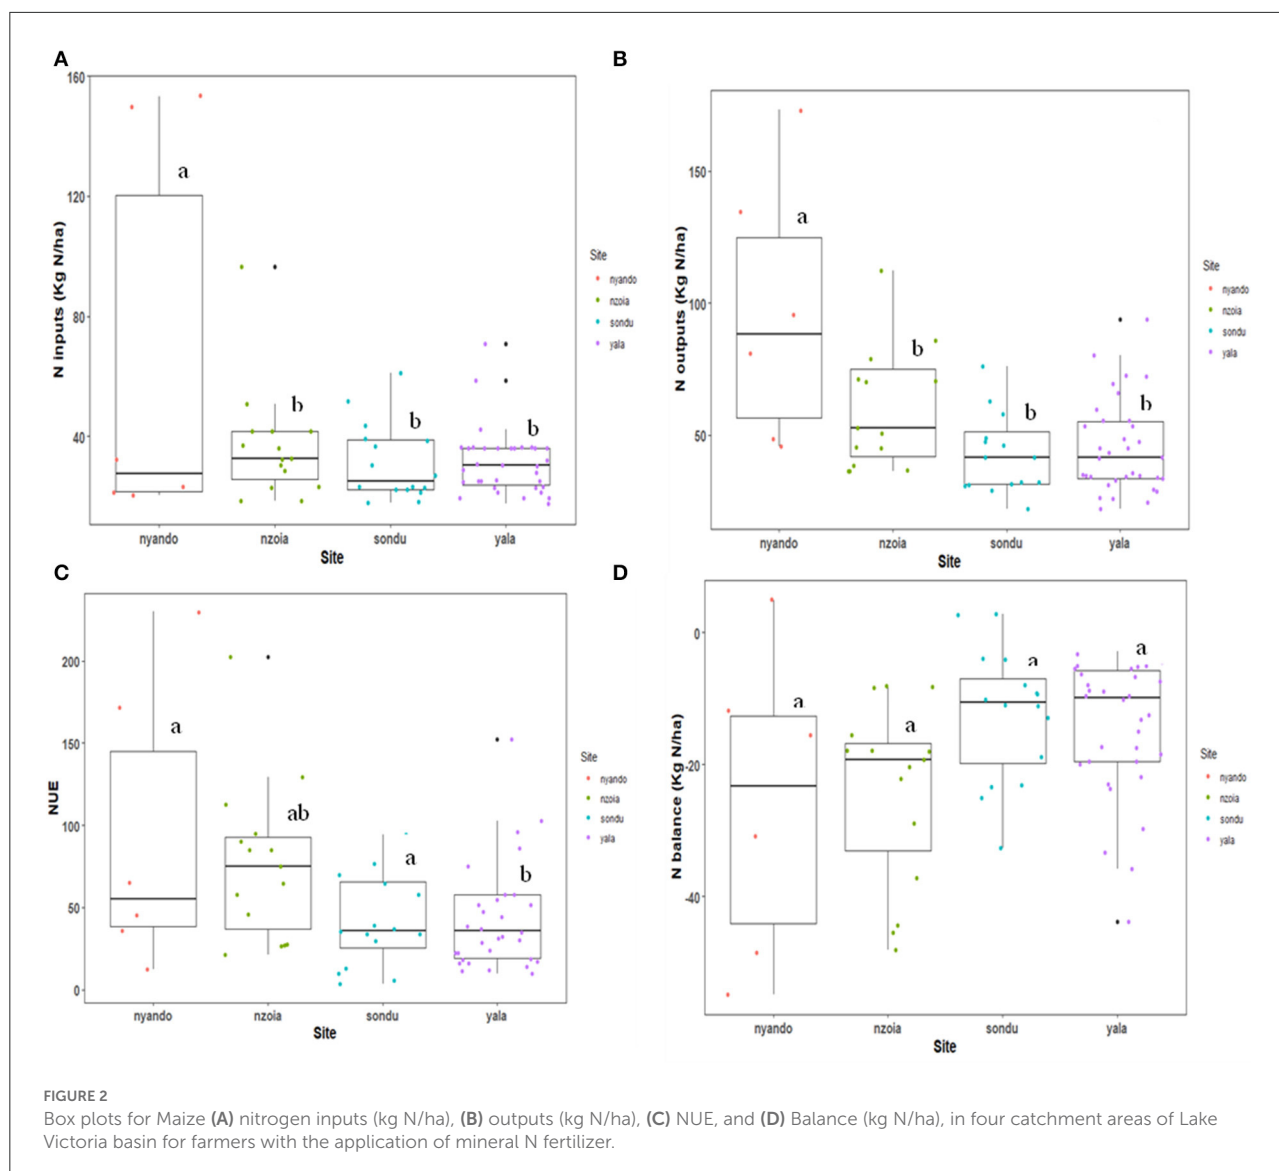 A
160
120
80
40
N inputs (Kg N/ha)
a
b
b
b
nyando
nzoia
sondu
yala
Site
Site
nyando
nzoia
sondu
yala
B
150
100
50
N outputs (Kg N/ha)
a
b
b
b
nyando
nzoia
sondu
yala
Site
Site
nyando
nzoia
sondu
yala
C
200
150
100
50
0
NUE
a
ab
a
b
nyando
nzoia
sondu
yala
Site
Site
nyando
nzoia
sondu
yala
D
0
-20
-40
N balance (Kg N/ha)
a
a
a
a
nyando
nzoia
sondu
yala
Site
Site
nyando
nzoia
sondu
yala
FIGURE 2
Box plots for Maize (A) nitrogen inputs (kg N/ha), (B) outputs (kg N/ha), (C) NUE, and (D) Balance (kg N/ha), in four catchment areas of Lake
Victoria basin for farmers with the application of mineral N fertilizer.